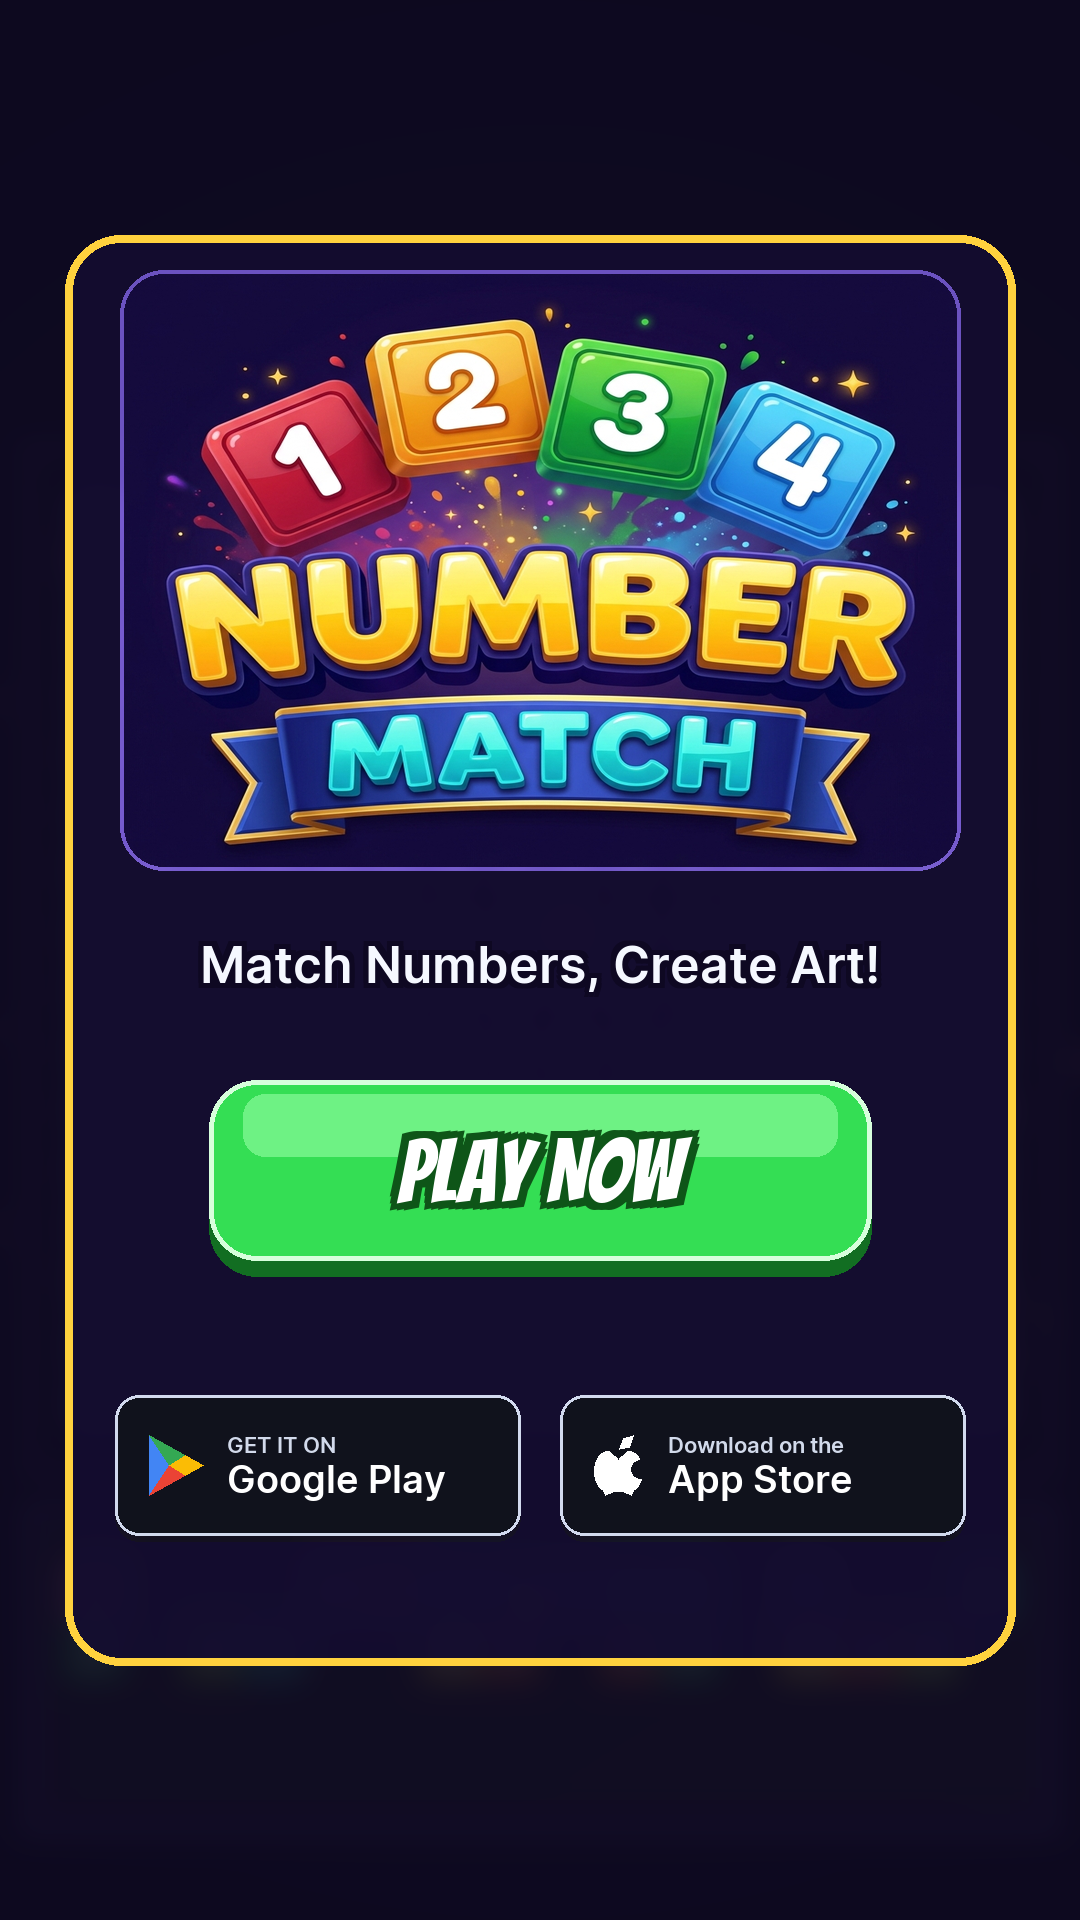 1 2 3 4
NUMBER
MATCH
Match Numbers, Create Art!
PLAY NOW
GET IT ON
Google Play
Download on the
App Store